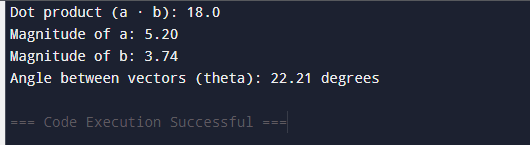 Dot product (a · b): 18.0
Magnitude of a: 5.20
Magnitude of b: 3.74
Angle between vectors (theta): 22.21 degrees
=== Code Execution Successful ===